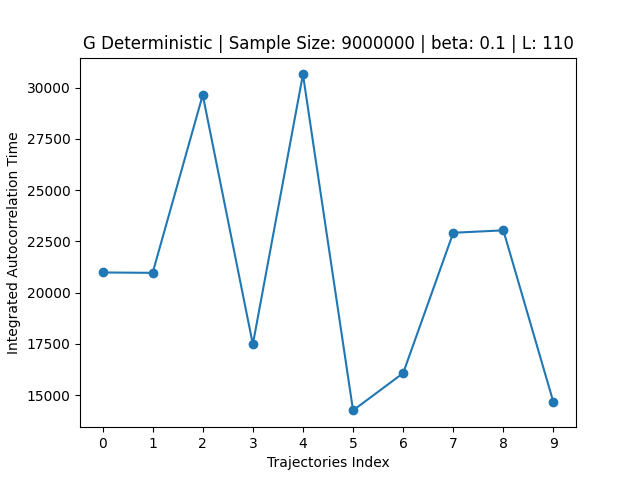 G Deterministic | Sample Size: 9000000 | beta: 0.1 | L: 110
30000
27500
25000
22500
20000
17500
15000
Integrated Autocorrelation Time
0 1 2 3 4 5 6 7 8 9
Trajectories Index